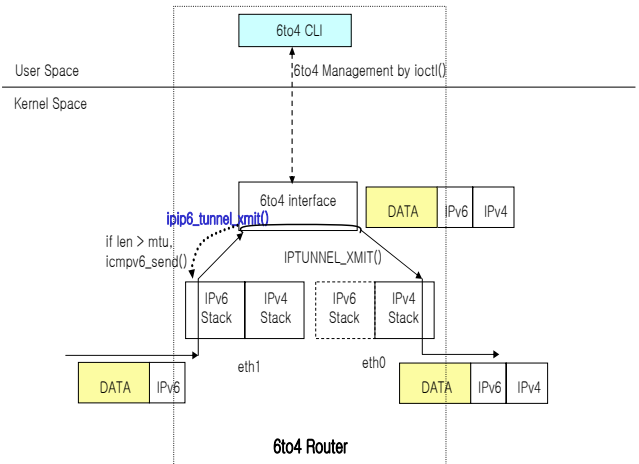 6to4 CLI
User Space
6to4 Management by ioctl()
Kernel Space
6to4 interface
DATA IPv6 IPv4
ipip6_tunnel_xmit()
if len > mtu,
icmpv6_send()
IPTUNNEL_XMIT()
IPv6
Stack
IPv4
Stack
IPv6
Stack
IPv4
Stack
eth1
eth0
DATA IPv6
DATA IPv6 IPv4
6to4 Router